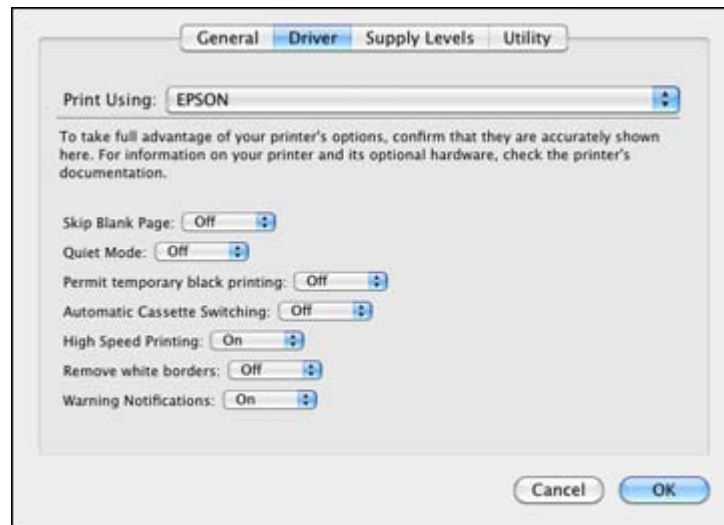 General Driver Supply Levels Utility
Print Using: EPSON
To take full advantage of your printer's options, confirm that they are accurately shown
here. For information on your printer and its optional hardware, check the printer's
documentation.
Skip Blank Page: Off
Quiet Mode: Off
Permit temporary black printing: Off
Automatic Cassette Switching: Off
High Speed Printing: On
Remove white borders: Off
Warning Notifications: On
Cancel OK